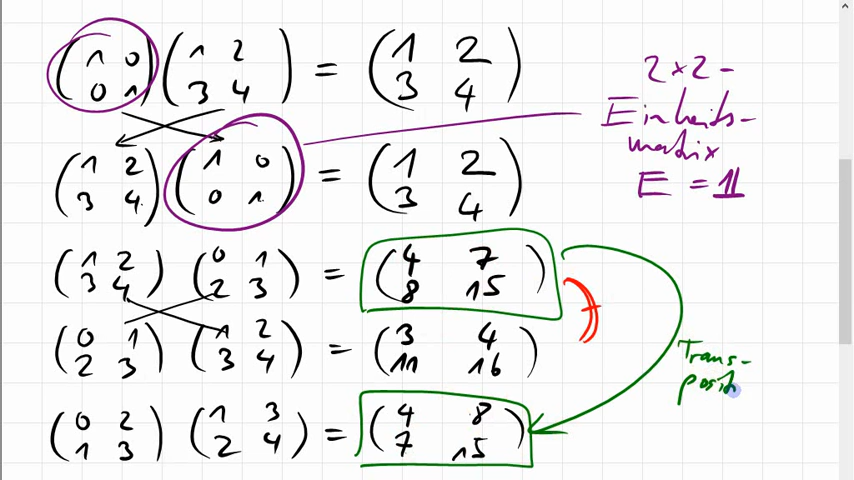 (1 0 (1 2 = (1 2
0 1) 3 4) 3 4)
(1 2 (1 0 = (1 2
3 4) 0 1) 3 4)
(1 2 (0 1 = (4 7
3 4) 2 3) 8 15)
(0 1 (1 2 = (3 4
2 3) 3 4) 11 16)
(0 2 (1 3 = (4 8
1 3) 2 4) 7 15)
2×2-
Einheits-
matrix
E = 𝟙
Trans-
positi